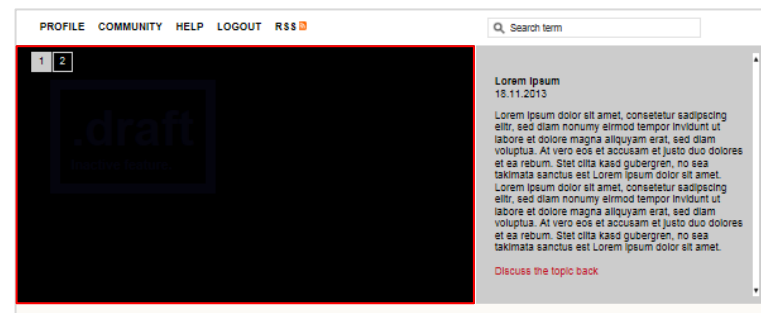 PROFILE COMMUNITY HELP LOGOUT RSS
Search term
1 2
.draft
inactive feature
Lorem Ipsum
18.11.2013
Lorem ipsum dolor sit amet, consetetur sadipscing
elitr, sed diam nonumy eirmod tempor invidunt ut
labore et dolore magna aliquyam erat, sed diam
voluptua. At vero eos et accusam et justo duo dolores
et ea rebum. Stet clita kasd gubergren, no sea
takimata sanctus est Lorem ipsum dolor sit amet.
Lorem ipsum dolor sit amet, consetetur sadipscing
elitr, sed diam nonumy eirmod tempor invidunt ut
labore et dolore magna aliquyam erat, sed diam
voluptua. At vero eos et accusam et justo duo dolores
et ea rebum. Stet clita kasd gubergren, no sea
takimata sanctus est Lorem ipsum dolor sit amet.
Discuss the topic back